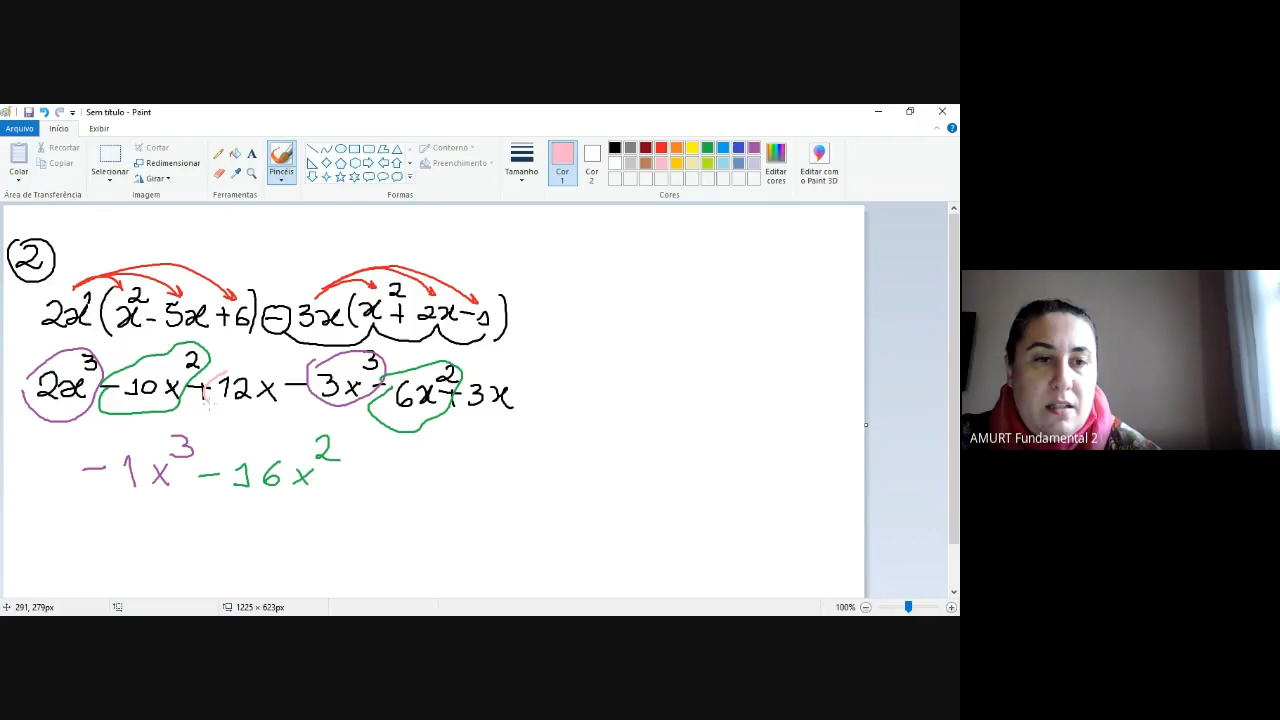 Sem título - Paint
Arquivo Início Exibir
Colar
Recortar
Copiar
Área de Transferência
Selecionar
Cortar
Redimensionar
Girar
Imagem
A
Ferramentas
Pincéis
Contorno
Preenchimento
Formas
Tamanho
Cor 1
Cor 2
Editar cores
Cores
Editar com o Paint 3D
2
2x¹(x² - 5x + 6) - 3x(x² + 2x - 1)
2x³ - 10x² + 12x - 3x³ - 6x² + 3x
- 1x³ - 16x²
291, 279px
1225 × 623px
100%
AMURT Fundamental 2